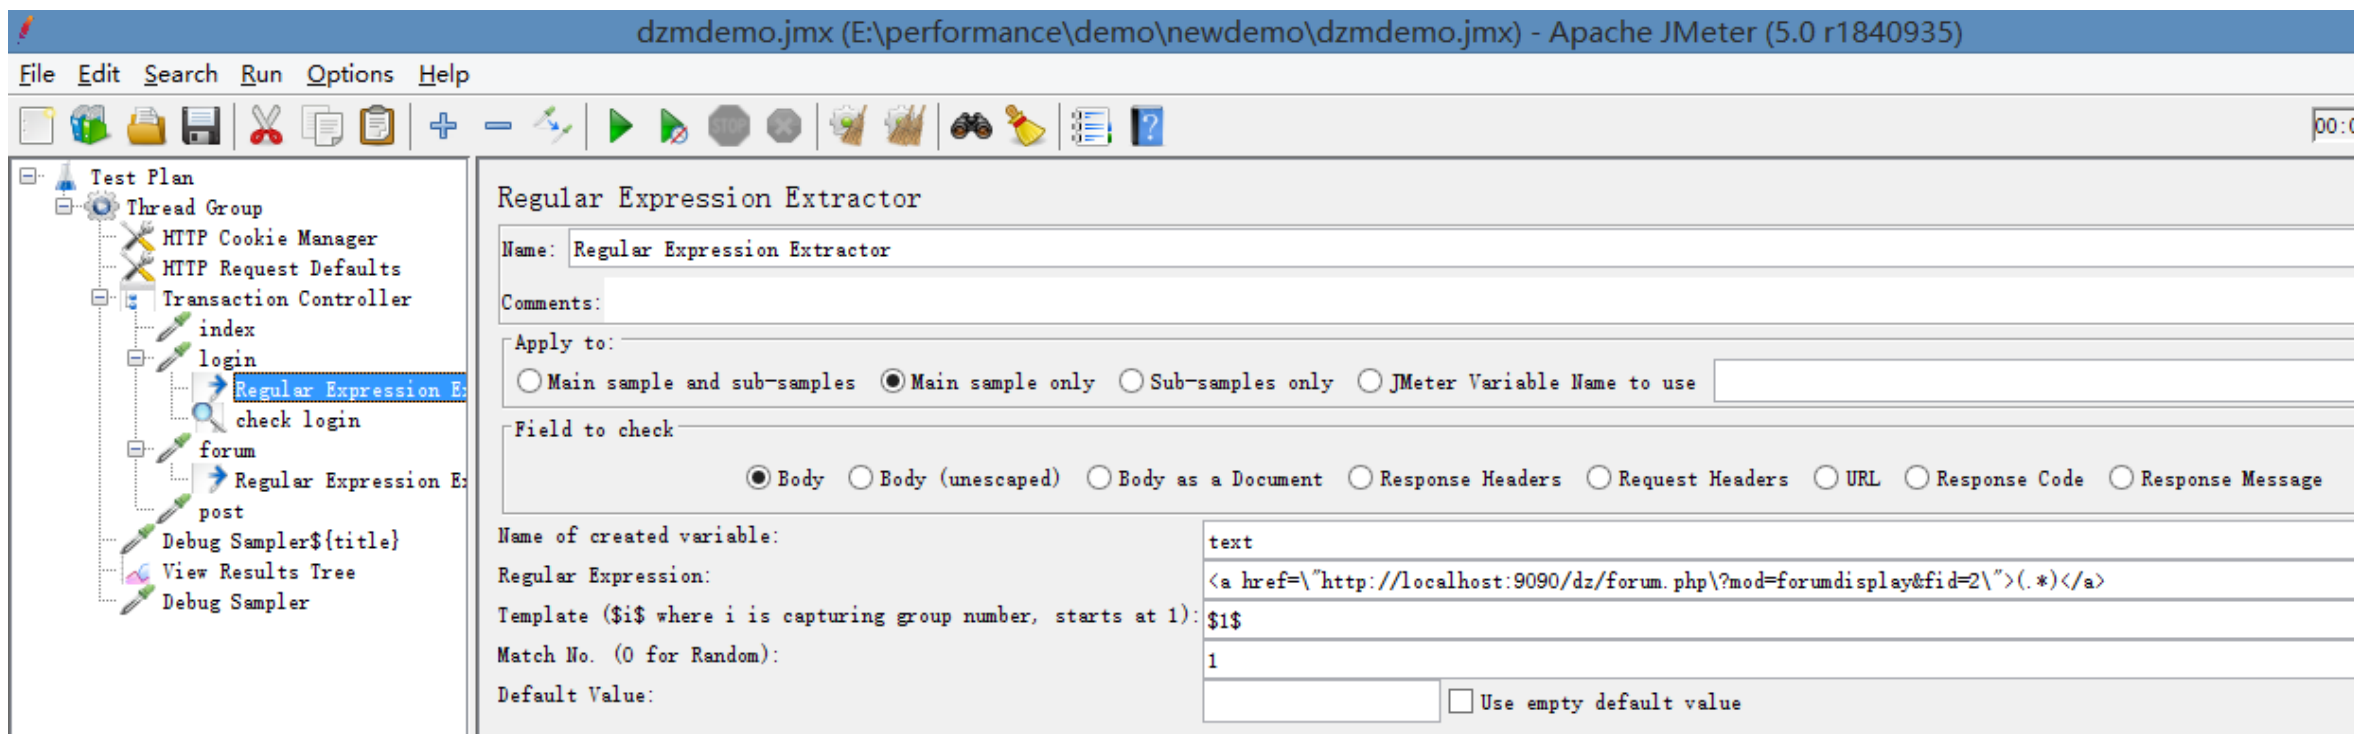 dzmdemo.jmx (E:\performance\demo\newdemo\dzmdemo.jmx) - Apache JMeter (5.0 r1840935)
File Edit Search Run Options Help
STOP ?
Test Plan
Thread Group
HTTP Cookie Manager
HTTP Request Defaults
Transaction Controller
index
login
Regular Expression E
check login
forum
Regular Expression E
post
Debug Sampler${title}
View Results Tree
Debug Sampler
Regular Expression Extractor
Name: Regular Expression Extractor
Comments:
Apply to:
Main sample and sub-samples Main sample only Sub-samples only JMeter Variable Name to use
Field to check
Body Body (unescaped) Body as a Document Response Headers Request Headers URL Response Code Response Message
Name of created variable: text
Regular Expression: <a href=\"http://localhost:9090/dz/forum.php\?mod=forumdisplay&fid=2\">(.*)</a>
Template ($i$ where i is capturing group number, starts at 1): $1$
Match No. (0 for Random): 1
Default Value: Use empty default value